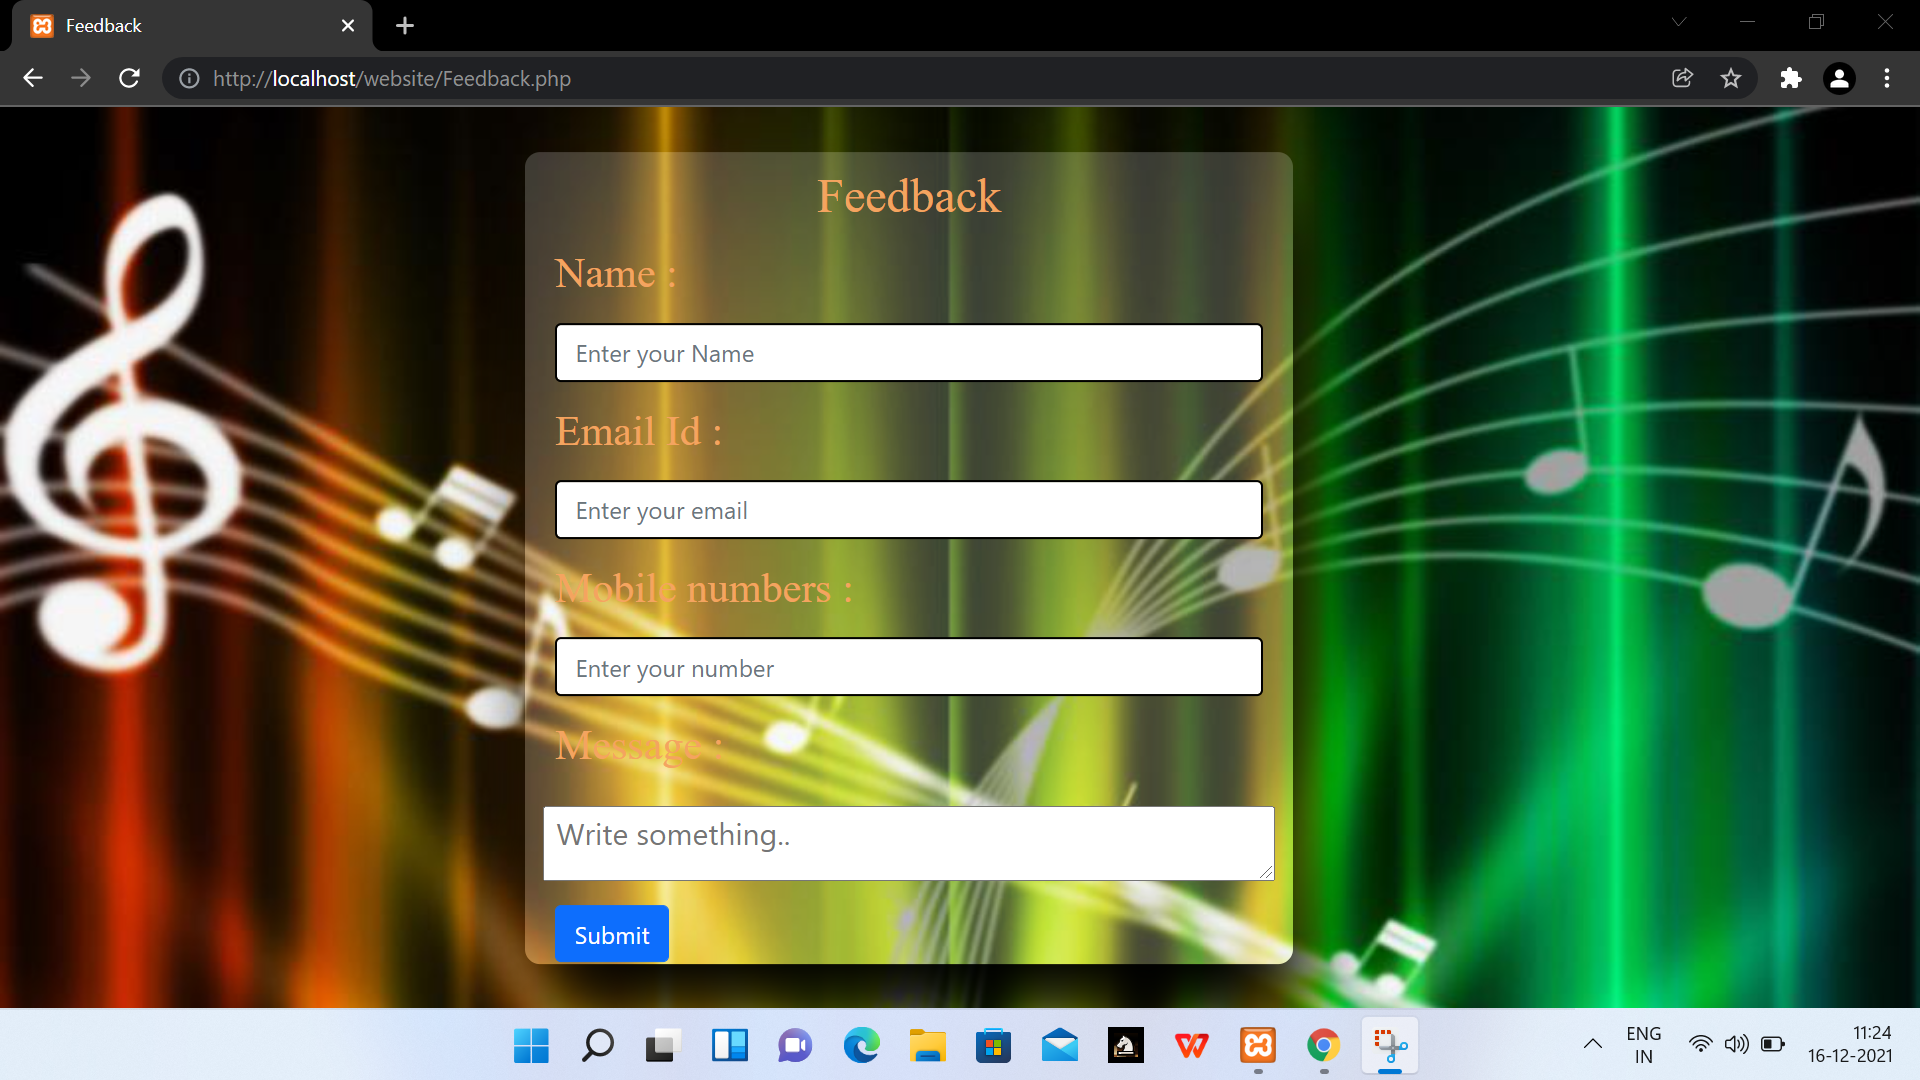 Feedback
http://localhost/website/Feedback.php
Feedback
Name :
Enter your Name
Email Id :
Enter your email
Mobile numbers :
Enter your number
Message :
Write something..
Submit
ENG
IN
11:24
16-12-2021